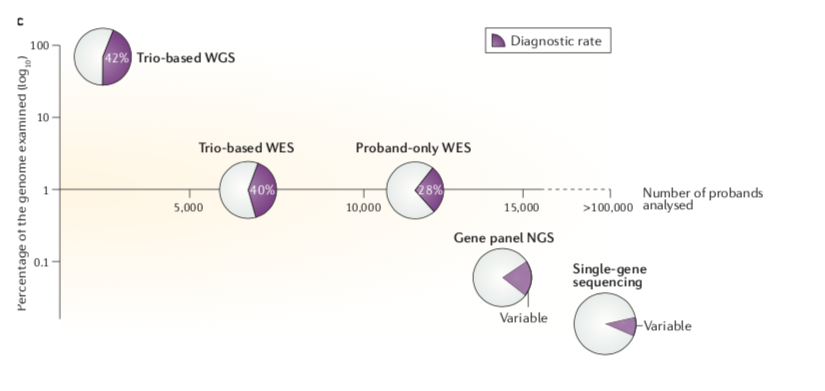 c
Diagnostic rate
100
42%
Trio-based WGS
10
Trio-based WES
Proband-only WES
1
40%
28%
5,000
10,000
15,000
>100,000
Number of probands
analysed
0.1
Gene panel NGS
Variable
Single-gene
sequencing
Variable
Percentage of the genome examined (log10)